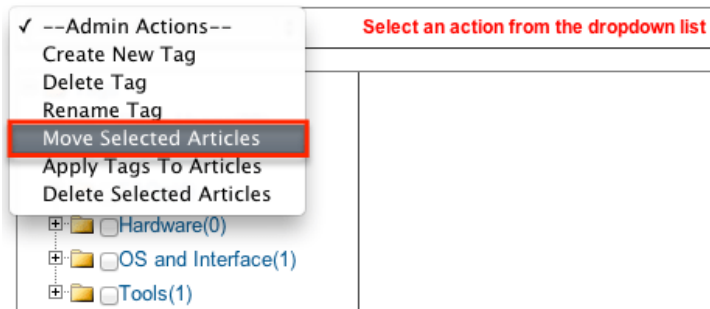 ✓ --Admin Actions--
Select an action from the dropdown list
Create New Tag
Delete Tag
Rename Tag
Move Selected Articles
Apply Tags To Articles
Delete Selected Articles
Hardware(0)
OS and Interface(1)
Tools(1)